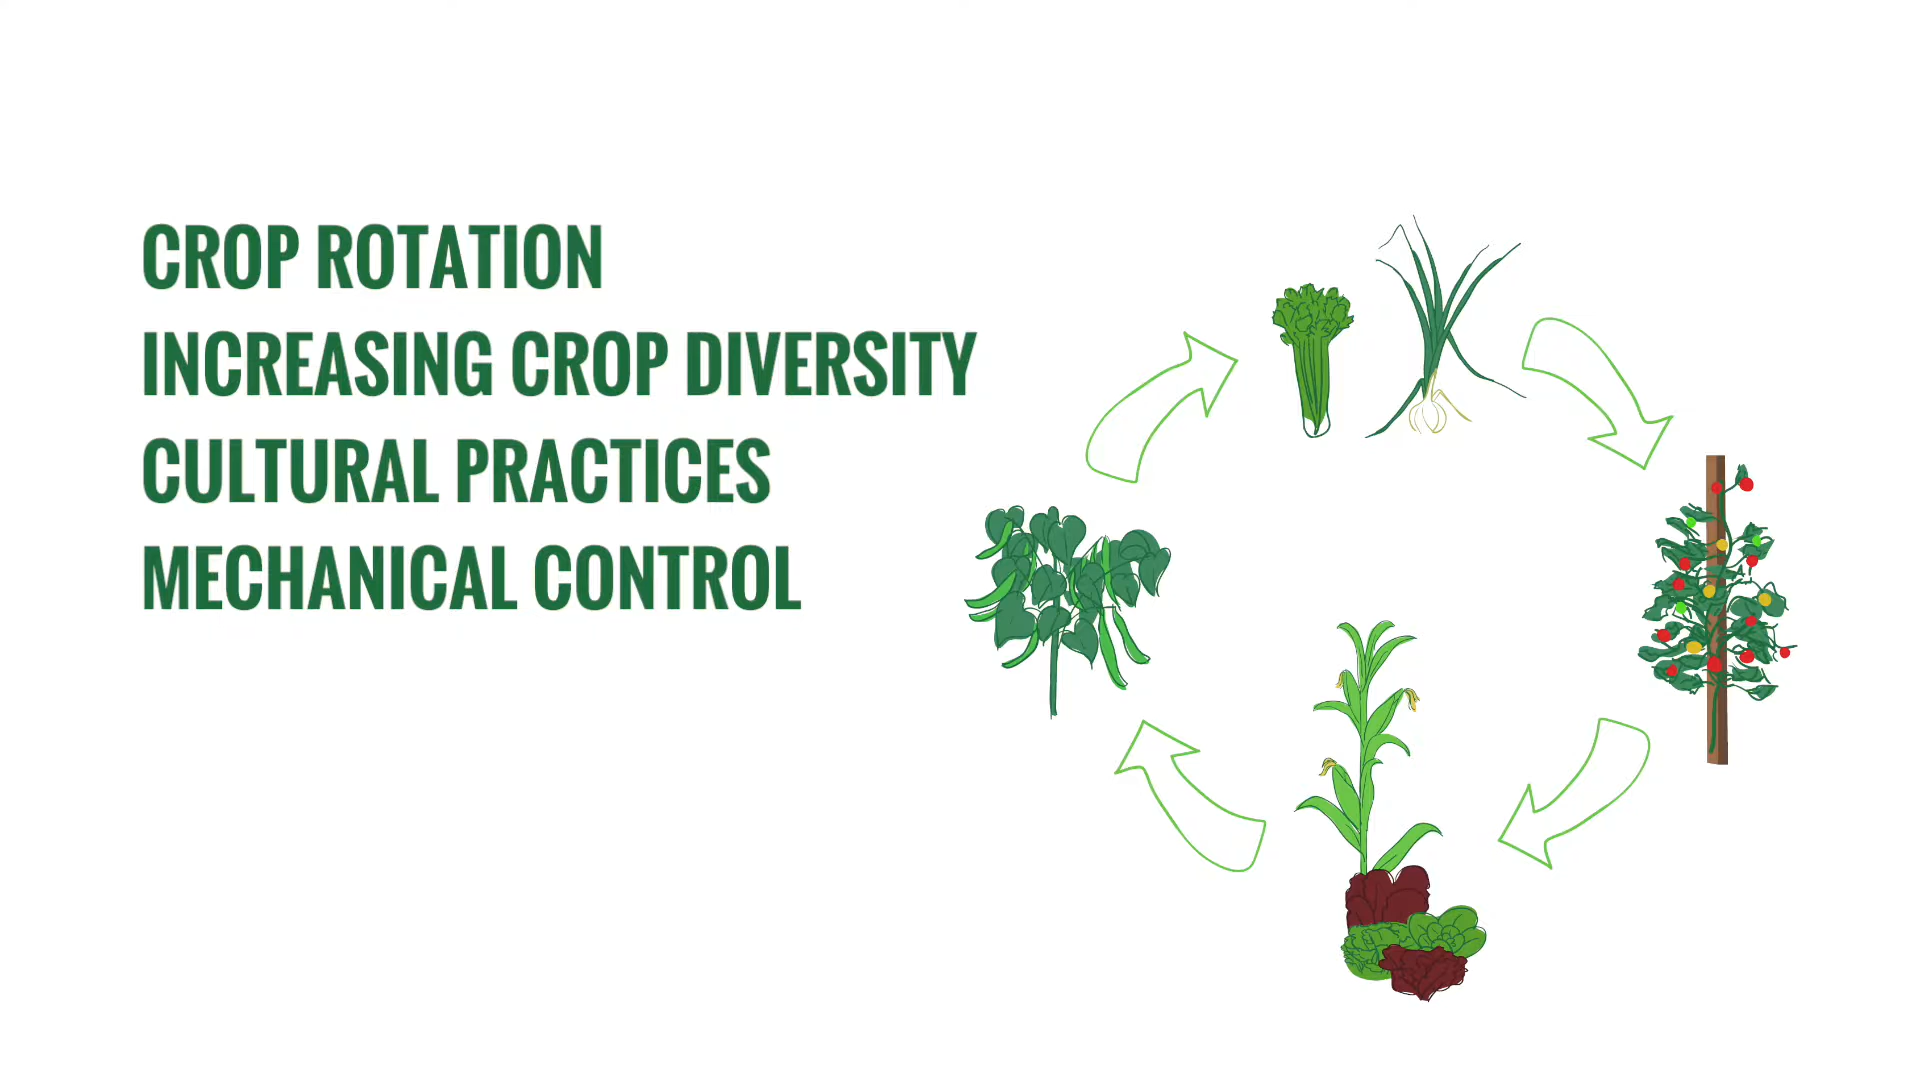 CROP ROTATION
INCREASING CROP DIVERSITY
CULTURAL PRACTICES
MECHANICAL CONTROL